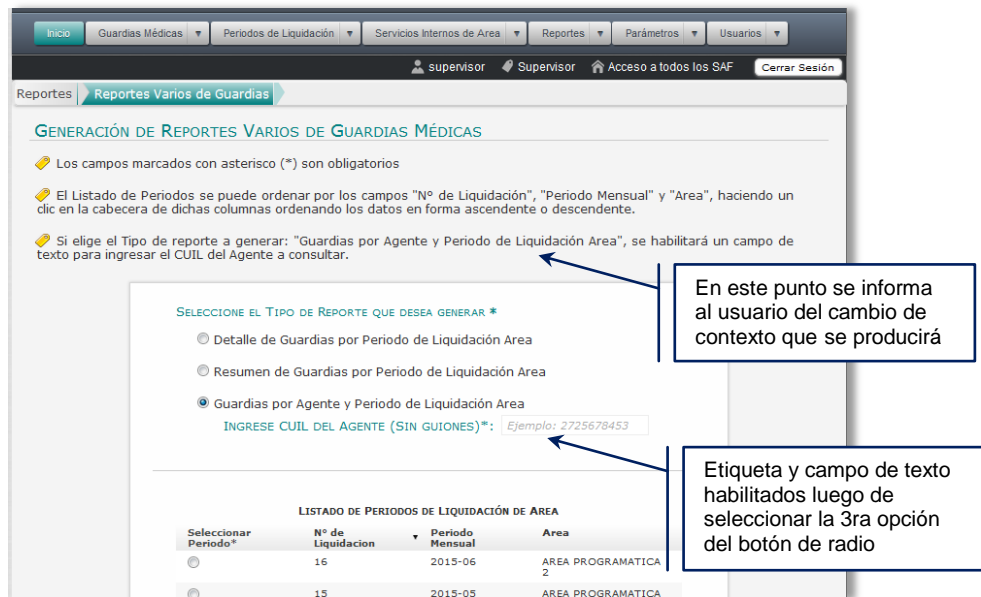 Inicio Guardias Médicas Periodos de Liquidación Servicios Internos de Area Reportes Parámetros Usuarios
supervisor Supervisor Acceso a todos los SAF Cerrar Sesión
Reportes Reportes Varios de Guardias
GENERACIÓN DE REPORTES VARIOS DE GUARDIAS MÉDICAS
Los campos marcados con asterisco (*) son obligatorios
El Listado de Periodos se puede ordenar por los campos "Nº de Liquidación", "Periodo Mensual" y "Area", haciendo un
clic en la cabecera de dichas columnas ordenando los datos en forma ascendente o descendente.
Si elige el Tipo de reporte a generar: "Guardias por Agente y Periodo de Liquidación Area", se habilitará un campo de
texto para ingresar el CUIL del Agente a consultar.
En este punto se informa
al usuario del cambio de
contexto que se producirá
SELECCIONE EL TIPO DE REPORTE QUE DESEA GENERAR *
Detalle de Guardias por Periodo de Liquidación Area
Resumen de Guardias por Periodo de Liquidación Area
Guardias por Agente y Periodo de Liquidación Area
INGRESE CUIL DEL AGENTE (SIN GUIONES)*: Ejemplo: 2725678453
Etiqueta y campo de texto
habilitados luego de
seleccionar la 3ra opción
del botón de radio
LISTADO DE PERIODOS DE LIQUIDACIÓN DE AREA
Seleccionar Nº de Periodo Area
Periodo* Liquidacion Mensual
16 2015-06 AREA PROGRAMATICA
2
15 2015-05 AREA PROGRAMATICA